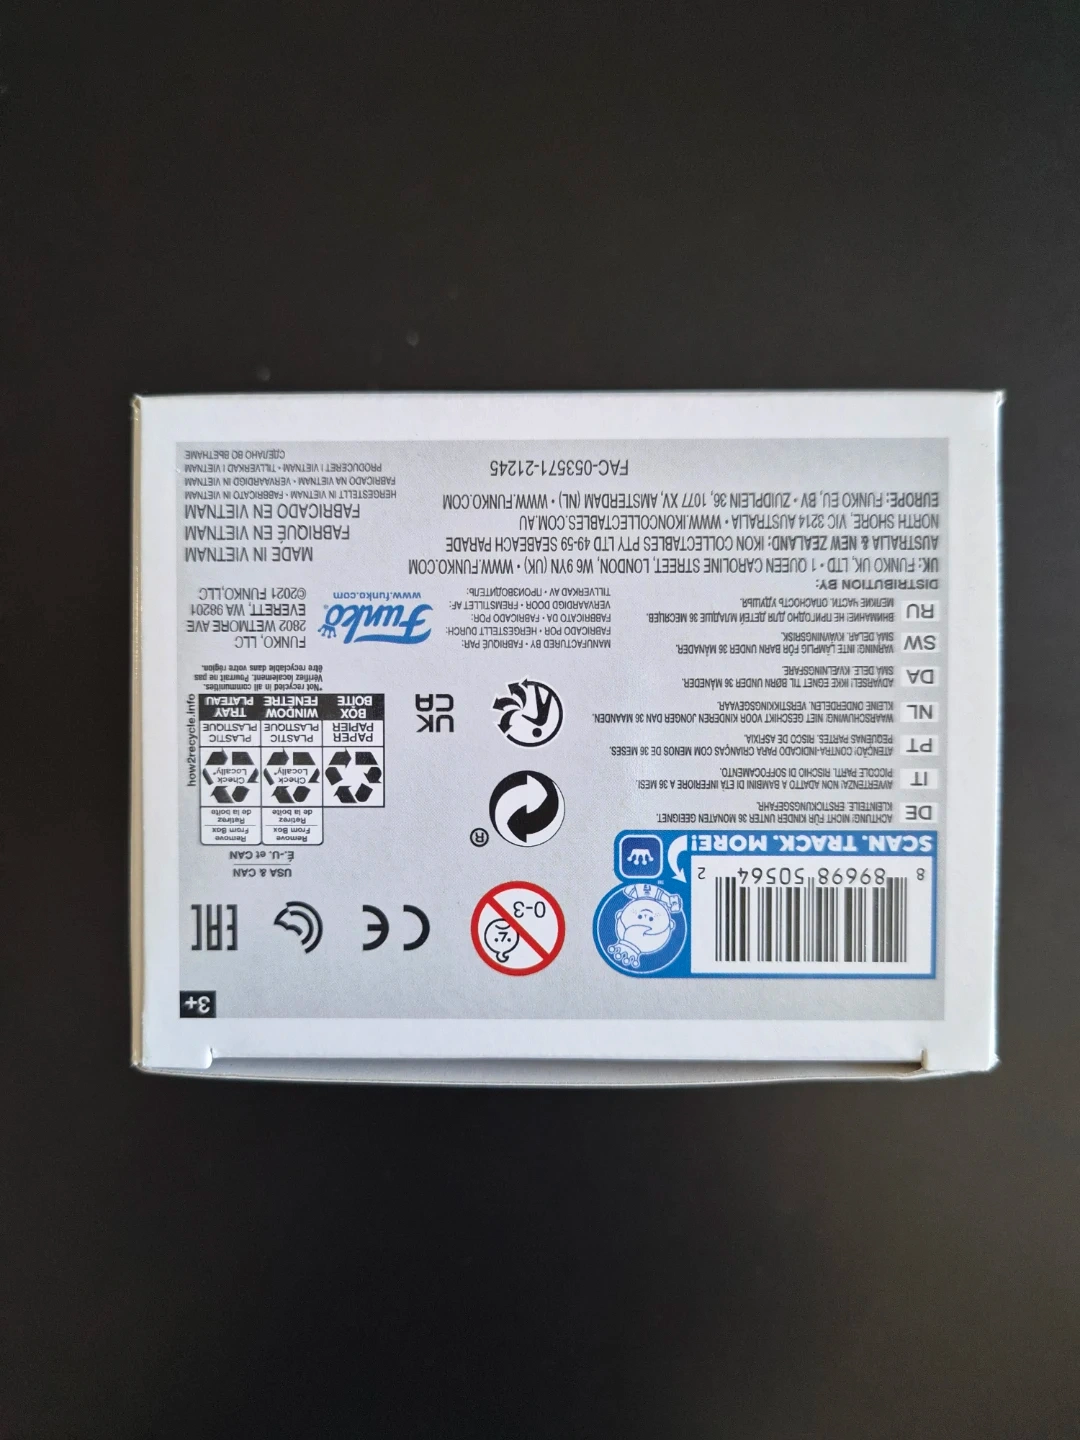 3+
8 89698 50564 2
SCAN. TRACK. MORE!
0-3
CE
EAC
USA & CAN
É.-U. et CAN
Remove
From Box
Retirez
de la boîte
Remove
From Box
Retirez
de la boîte
Check
Locally*
Check
Locally*
PAPER
PAPIER
PLASTIC
PLASTIQUE
PLASTIC
PLASTIQUE
BOX
BOÎTE
WINDOW
FENÊTRE
TRAY
PLATEAU
how2recycle.info
*Not recycled in all communities.
Vérifiez localement. Pourrait ne pas
être recyclable dans votre région.
®
UK
CA
DE
ACHTUNG! NICHT FÜR KINDER UNTER 36 MONATEN GEEIGNET.
KLEINTEILE. ERSTICKUNGSGEFAHR.
IT
AVVERTENZA! NON ADATTO A BAMBINI DI ETÀ INFERIORE A 36 MESI.
PICCOLE PARTI. RISCHIO DI SOFFOCAMENTO.
PT
ATENÇÃO! CONTRA-INDICADO PARA CRIANÇAS COM MENOS DE 36 MESES.
PEQUENAS PARTES. RISCO DE ASFIXIA.
NL
WAARSCHUWING! NIET GESCHIKT VOOR KINDEREN JONGER DAN 36 MAANDEN.
KLEINE ONDERDELEN. VERSTIKKINGSGEVAAR.
DA
ADVARSEL! IKKE EGNET TIL BØRN UNDER 36 MÅNEDER.
SMÅ DELE. KVÆLNINGSFARE.
SW
VARNING! INTE LÄMPLIG FÖR BARN UNDER 36 MÅNADER.
SMÅ DELAR. KVÄVNINGSRISK.
RU
ВНИМАНИЕ! НЕ ПРИГОДНО ДЛЯ ДЕТЕЙ МЛАДШЕ 36 МЕСЯЦЕВ.
МЕЛКИЕ ЧАСТИ. ОПАСНОСТЬ УДУШЬЯ.
MANUFACTURED BY • FABRIQUÉ PAR:
FABRICADO POR • HERGESTELLT DURCH:
FABBRICATO DA • FABRICADO POR:
VERVAARDIGD DOOR • FREMSTILLET AF:
TILLVERKAD AV • ПРОИЗВОДИТЕЛЬ:
Funko®
www.funko.com
FUNKO, LLC
2802 WETMORE AVE
EVERETT, WA 98201
©2021 FUNKO LLC.
DISTRIBUTION BY:
UK: FUNKO UK, LTD • 1 QUEEN CAROLINE STREET, LONDON, W6 9YN (UK) • WWW.FUNKO.COM
AUSTRALIA & NEW ZEALAND: IKON COLLECTABLES PTY LTD 49-59 SEABEACH PARADE
NORTH SHORE, VIC 3214 AUSTRALIA • WWW.IKONCOLLECTABLES.COM.AU
EUROPE: FUNKO EU, BV • ZUIDPLEIN 36, 1077 XV, AMSTERDAM (NL) • WWW.FUNKO.COM
MADE IN VIETNAM
FABRIQUÉ EN VIETNAM
FABRICADO EN VIETNAM
HERGESTELLT IN VIETNAM • FABBRICATO IN VIETNAM
FABRICADO NA VIETNAM • VERVAARDIGD IN VIETNAM
PRODUCERET I VIETNAM • TILLVERKAD I VIETNAM
СДЕЛАНО ВО ВЬЕТНАМЕ
FAC-053571-21245